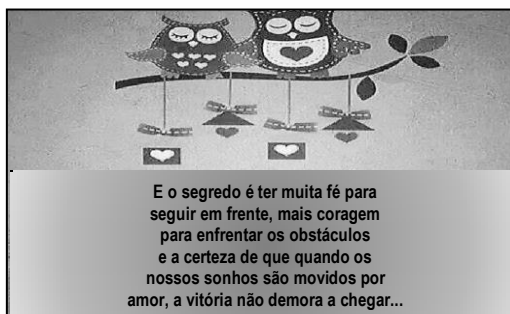 E o segredo é ter muita fé para
seguir em frente, mais coragem
para enfrentar os obstáculos
e a certeza de que quando os
nossos sonhos são movidos por
amor, a vitória não demora a chegar...